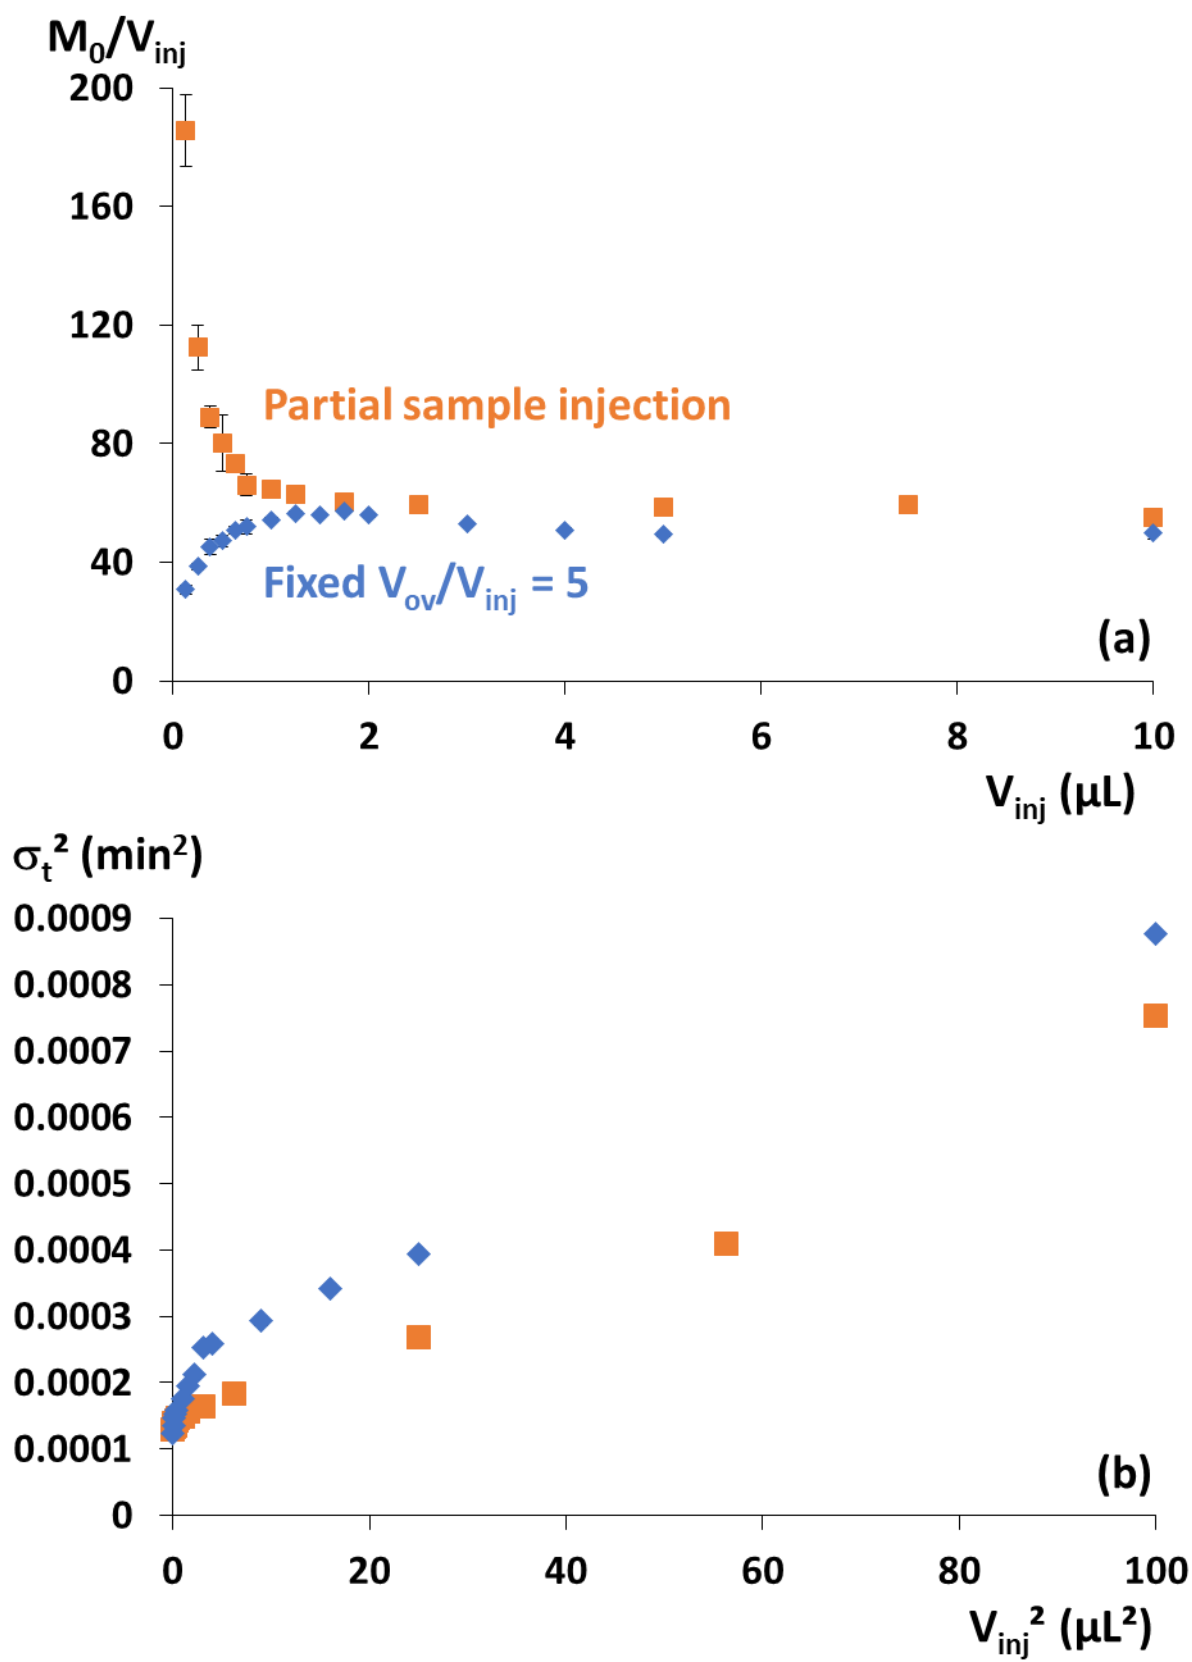 M₀/Vinj
200
160
120
80
40
0
Partial sample injection
Fixed Vov/Vinj = 5
(a)
0 2 4 6 8 10
Vinj (µL)
σt² (min²)
0.0009
0.0008
0.0007
0.0006
0.0005
0.0004
0.0003
0.0002
0.0001
0
(b)
0 20 40 60 80 100
Vinj² (µL²)